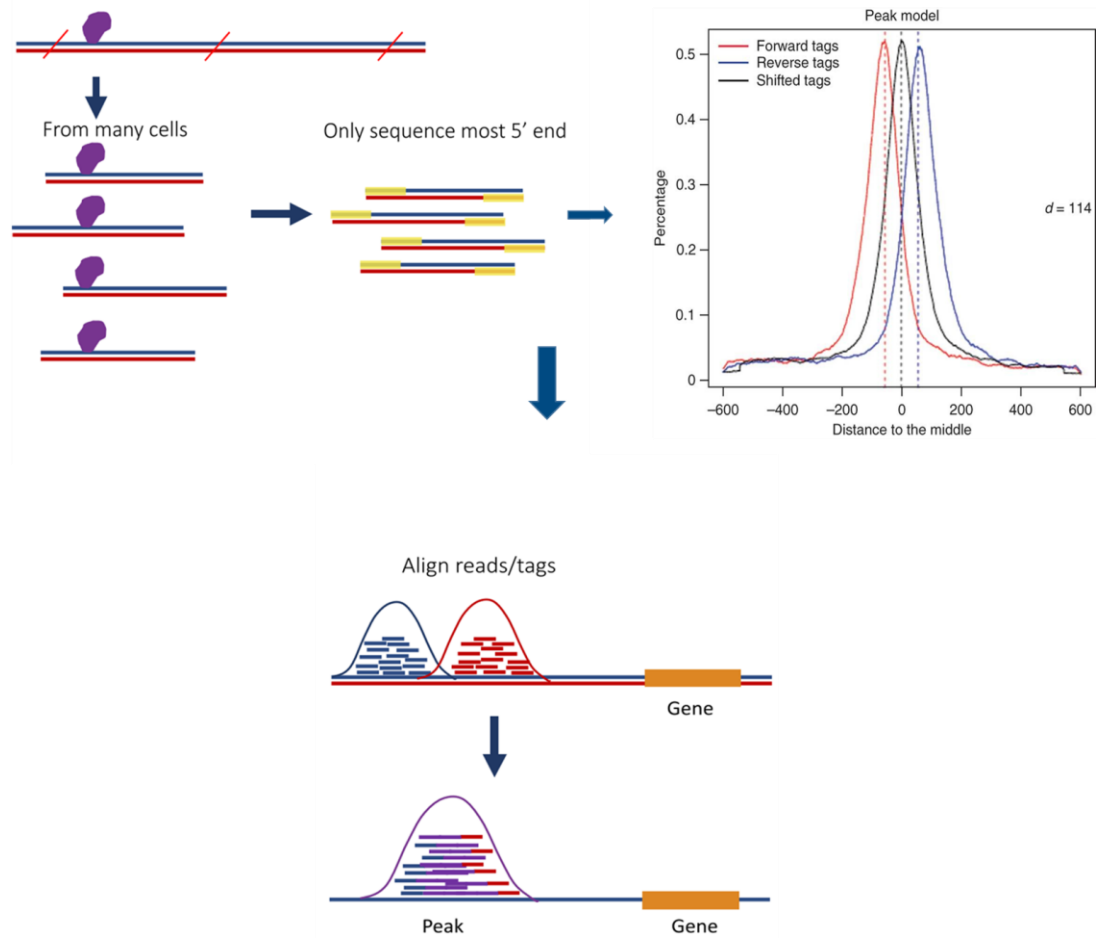 From many cells
Only sequence most 5’ end
Peak model
Forward tags
Reverse tags
Shifted tags
Percentage
0.5
0.4
0.3
0.2
0.1
0
d = 114
–600
–400
–200
0
200
400
600
Distance to the middle
Align reads/tags
Gene
Peak
Gene